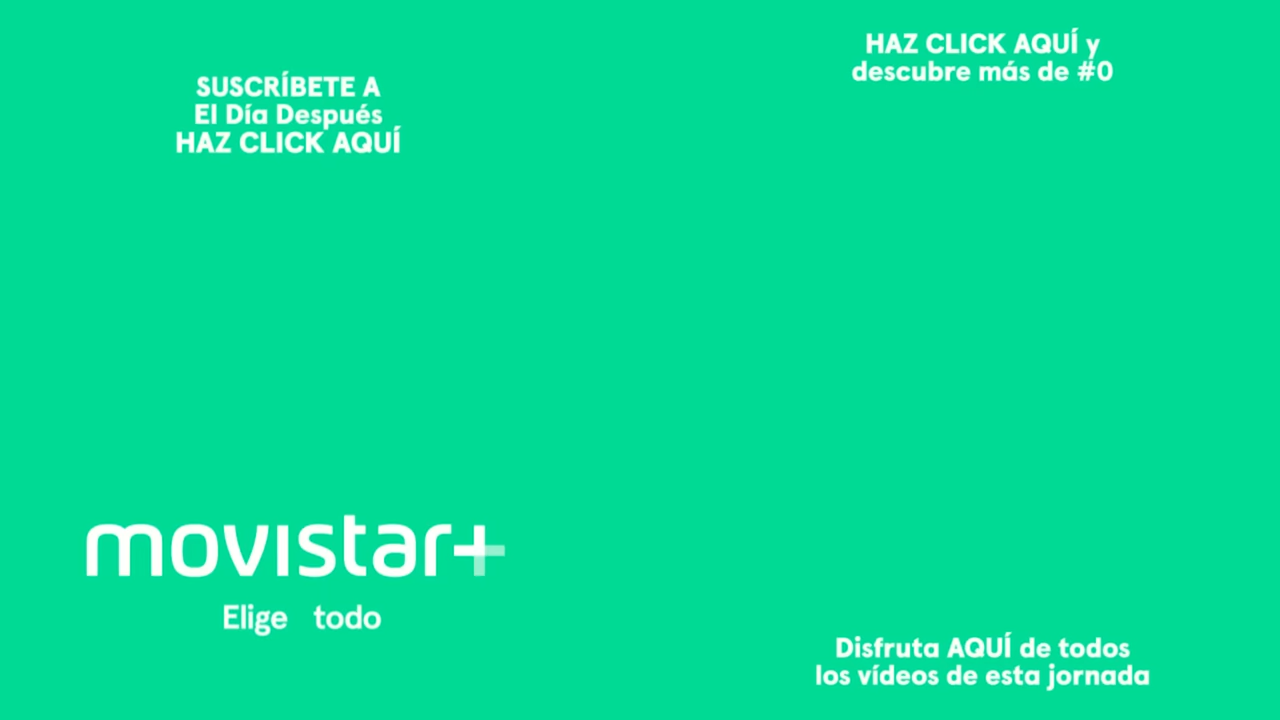 SUSCRÍBETE A
El Día Después
HAZ CLICK AQUÍ
HAZ CLICK AQUÍ y
descubre más de #0
movistar+
Elige todo
Disfruta AQUÍ de todos
los vídeos de esta jornada